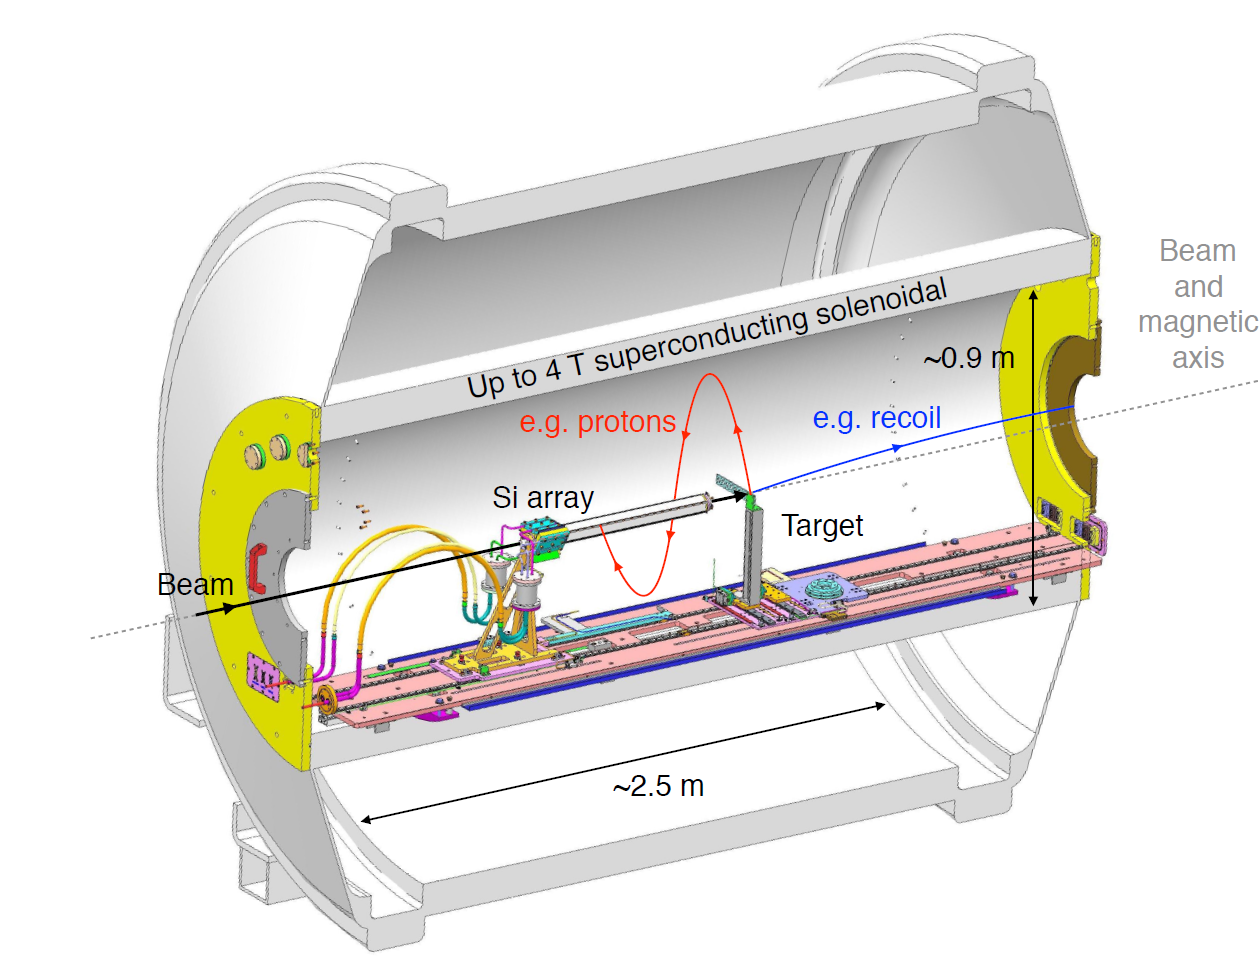 Beam
and
magnetic
axis
Up to 4 T superconducting solenoidal
~0.9 m
e.g. protons
e.g. recoil
Si array
Target
Beam
~2.5 m